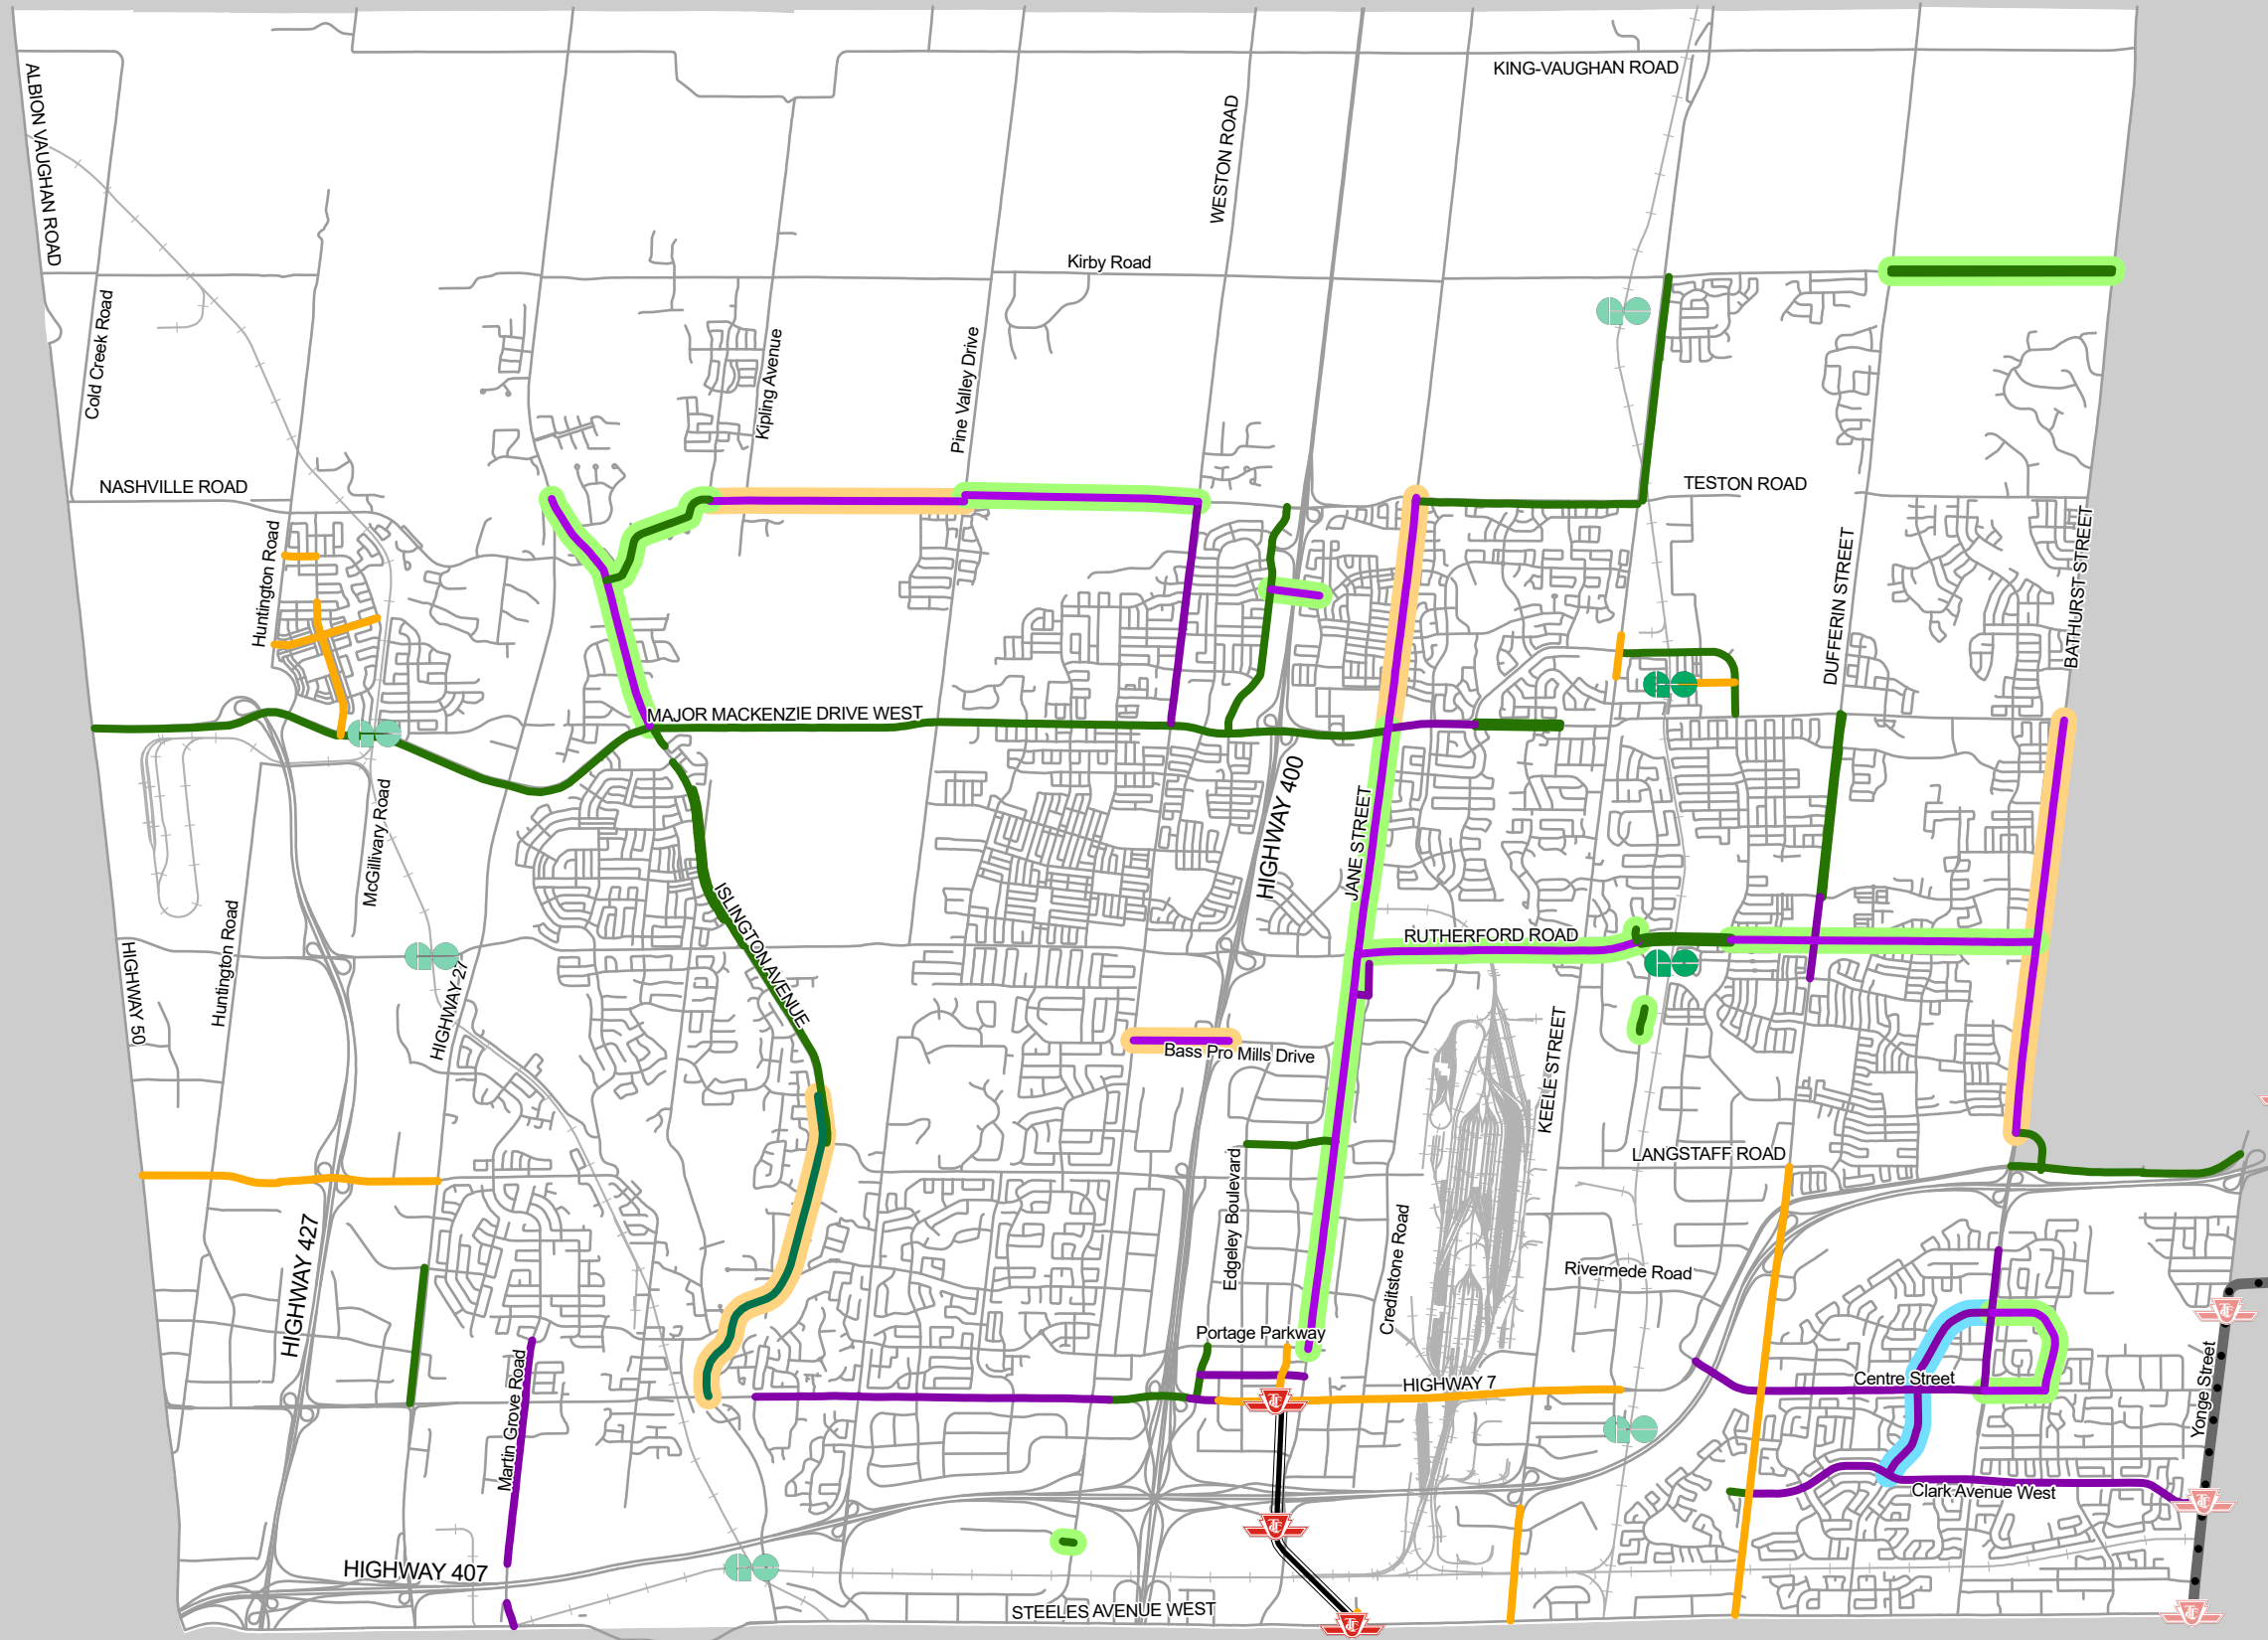 KING-VAUGHAN ROAD
ALBION VAUGHAN ROAD
WESTON ROAD
Kirby Road
Cold Creek Road
Kipling Avenue
Pine Valley Drive
NASHVILLE ROAD
TESTON ROAD
Huntington Road
DUFFERIN STREET
BATHURST STREET
MAJOR MACKENZIE DRIVE WEST
HIGHWAY 400
McGillivary Road
JANE STREET
ISLINGTON AVENUE
RUTHERFORD ROAD
HIGHWAY 50
Huntington Road
HIGHWAY 27
Bass Pro Mills Drive
KEELE STREET
LANGSTAFF ROAD
Edgeley Boulevard
Creditstone Road
HIGHWAY 427
Rivermede Road
Portage Parkway
Martin Grove Road
HIGHWAY 7
Centre Street
Yonge Street
Clark Avenue West
HIGHWAY 407
STEELES AVENUE WEST